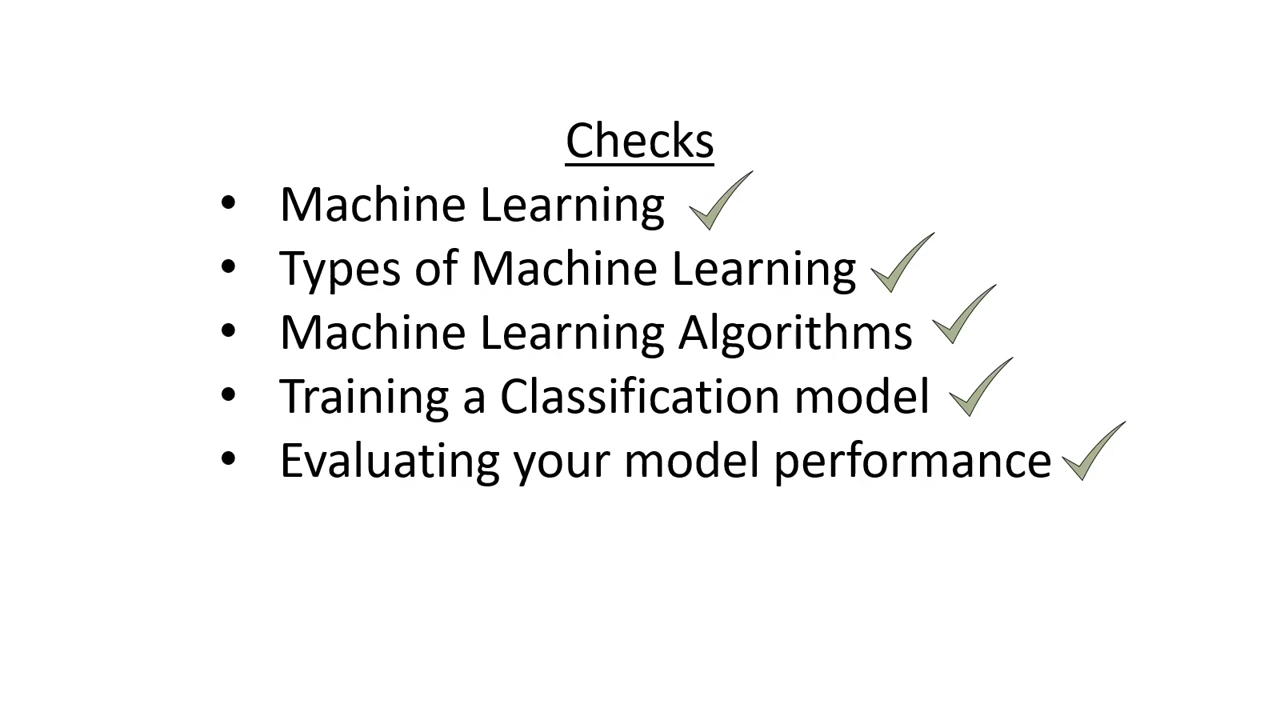 Checks
• Machine Learning
• Types of Machine Learning
• Machine Learning Algorithms
• Training a Classification model
• Evaluating your model performance